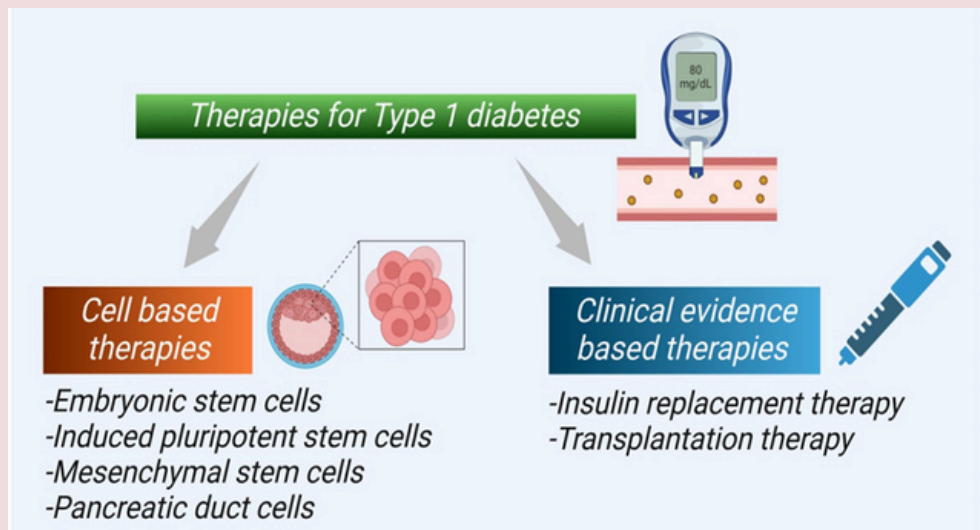 80
mg/dL
Therapies for Type 1 diabetes
Cell based
therapies
-Embryonic stem cells
-Induced pluripotent stem cells
-Mesenchymal stem cells
-Pancreatic duct cells
Clinical evidence
based therapies
-Insulin replacement therapy
-Transplantation therapy